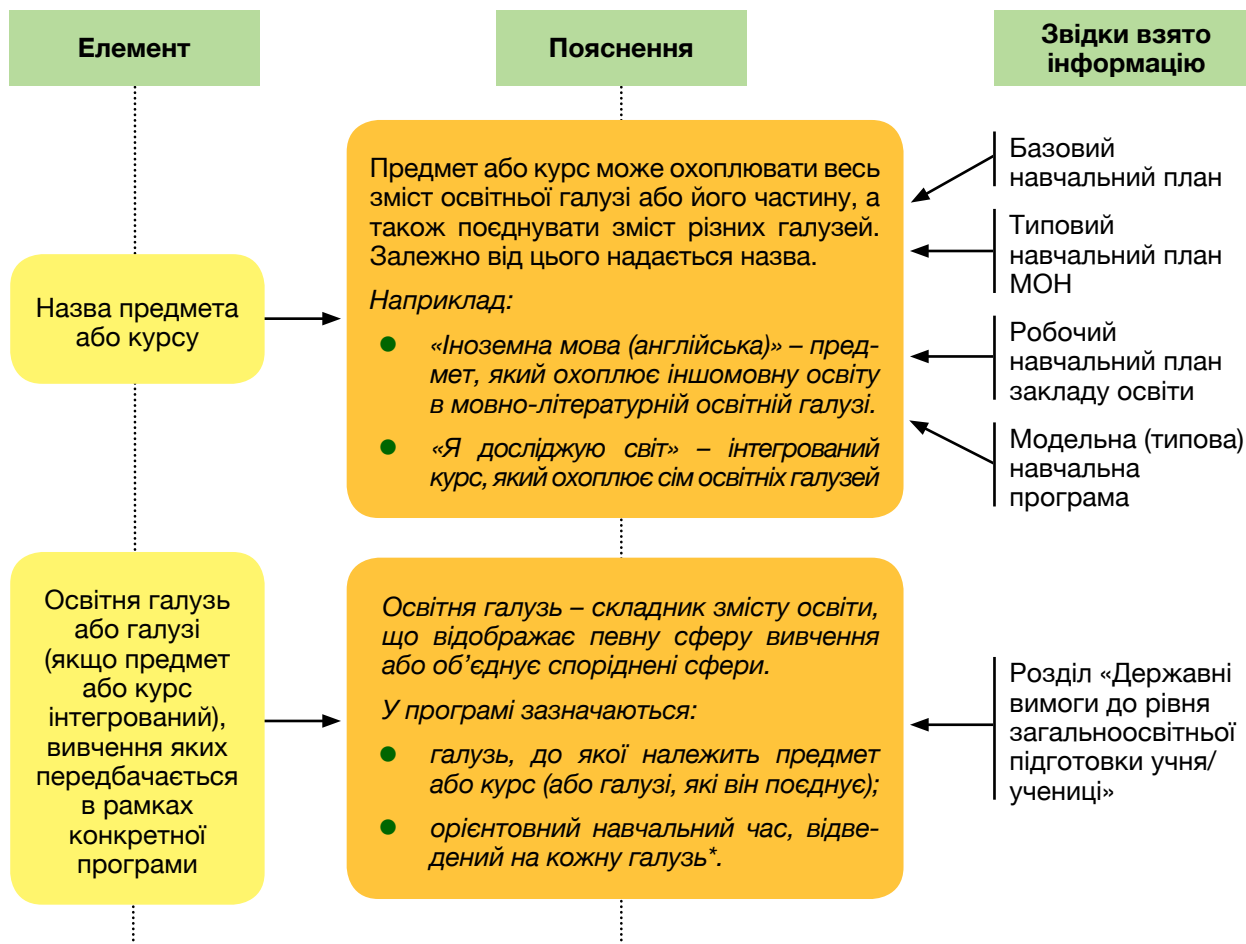 Елемент
Пояснення
Звідки взято
інформацію
Назва предмета
або курсу
Предмет або курс може охоплювати весь
зміст освітньої галузі або його частину, а
також поєднувати зміст різних галузей.
Залежно від цього надається назва.
Наприклад:
● «Іноземна мова (англійська)» – пред-
мет, який охоплює іншомовну освіту
в мовно-літературній освітній галузі.
● «Я досліджую світ» – інтегрований
курс, який охоплює сім освітніх галузей
Базовий
навчальний план
Типовий
навчальний план
МОН
Робочий
навчальний план
закладу освіти
Модельна (типова)
навчальна
програма
Освітня галузь
або галузі
(якщо предмет
або курс
інтегрований),
вивчення яких
передбачається
в рамках
конкретної
програми
Освітня галузь – складник змісту освіти,
що відображає певну сферу вивчення
або об’єднує споріднені сфери.
У програмі зазначаються:
● галузь, до якої належить предмет
або курс (або галузі, які він поєднує);
● орієнтовний навчальний час, відве-
дений на кожну галузь*.
Розділ «Державні
вимоги до рівня
загальноосвітньої
підготовки учня/
учениці»